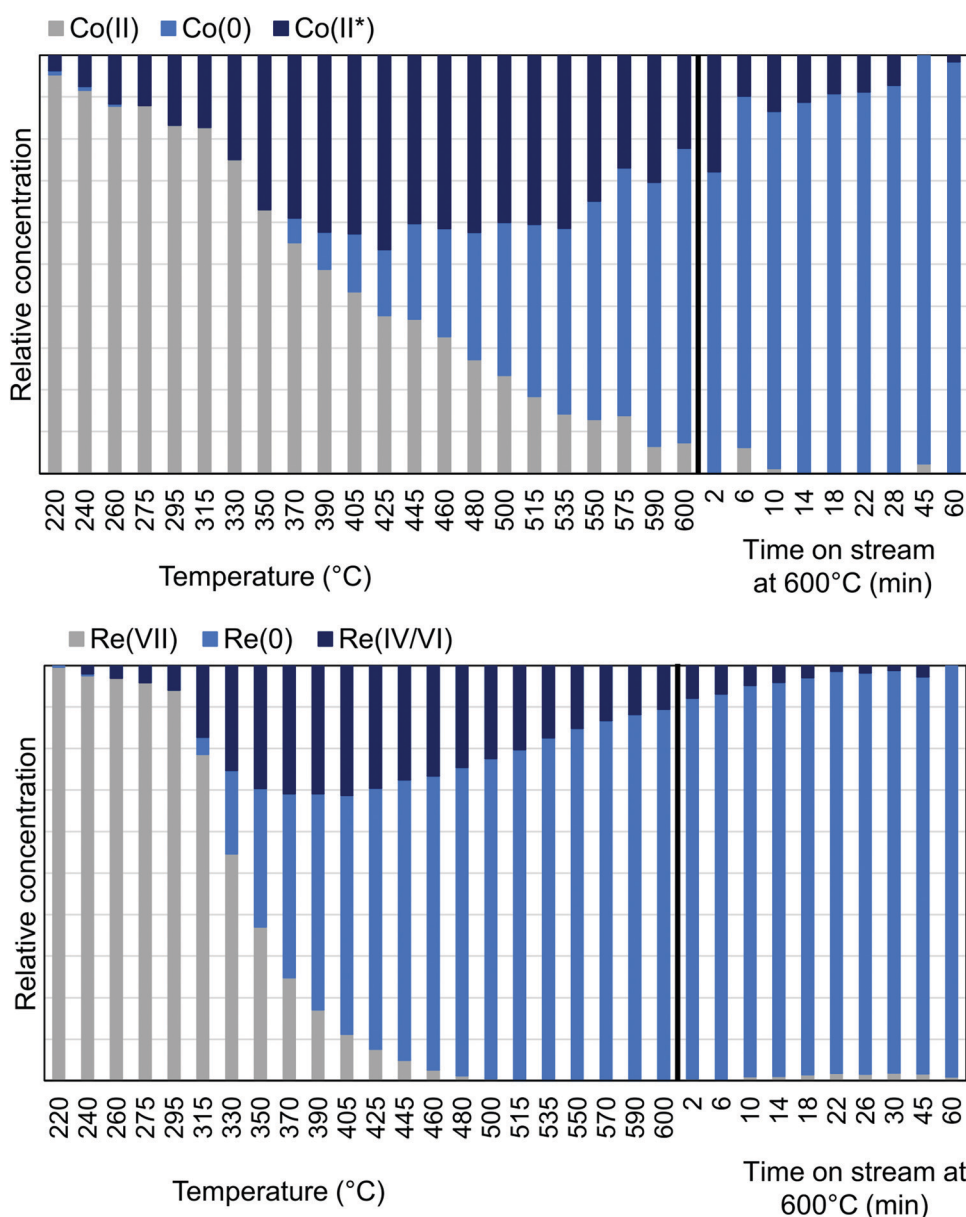 Co(II) Co(0) Co(II*)
Relative concentration
220 240 260 275 295 315 330 350 370 390 405 425 445 460 480 500 515 535 550 575 590 600 2 6 10 14 18 22 28 45 60
Temperature (°C)
Time on stream
at 600°C (min)
Re(VII) Re(0) Re(IV/VI)
Relative concentration
220 240 260 275 295 315 330 350 370 390 405 425 445 460 480 500 515 535 550 570 590 600 2 6 10 14 18 22 26 30 45 60
Temperature (°C)
Time on stream at
600°C (min)